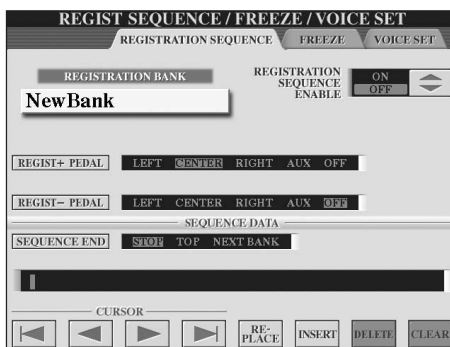 REGIST SEQUENCE / FREEZE / VOICE SET
REGISTRATION SEQUENCE FREEZE VOICE SET
REGISTRATION BANK
NewBank
REGISTRATION
SEQUENCE
ENABLE
ON
OFF
REGIST+ PEDAL LEFT CENTER RIGHT AUX OFF
REGIST− PEDAL LEFT CENTER RIGHT AUX OFF
SEQUENCE DATA
SEQUENCE END STOP TOP NEXT BANK
CURSOR
RE-
PLACE
INSERT
DELETE
CLEAR